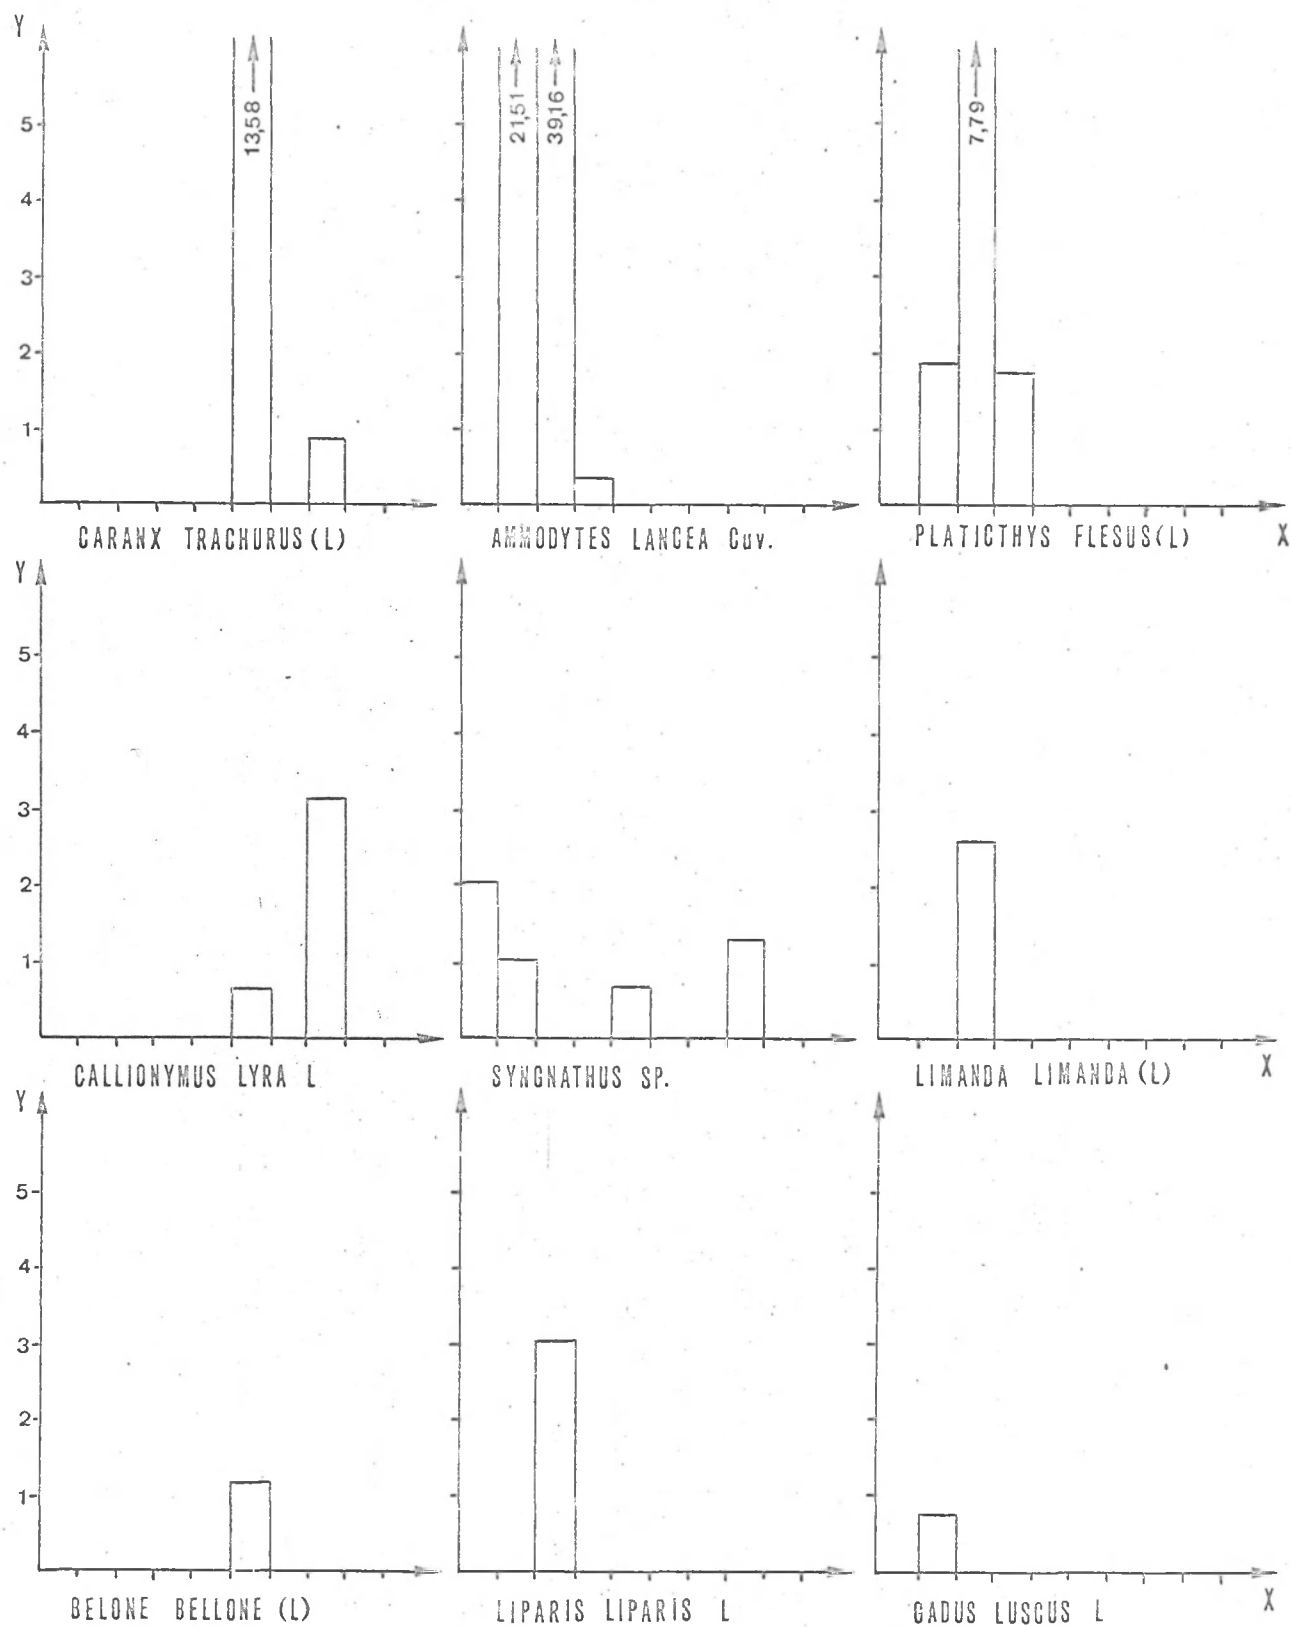 Y
13,58
21,51
39,16
7,79
5
4
3
2
1
CARANX TRACHURUS (L)
AMMODYTES LANCEA Cuv.
PLATICTHYS FLESUS (L)
X
Y
5
4
3
2
1
CALLIONYMUS LYRA L
SYNGNATHUS SP.
LIMANDA LIMANDA (L)
X
Y
5
4
3
2
1
BELONE BELLONE (L)
LIPARIS LIPARIS L
GADUS LUSCUS L
X